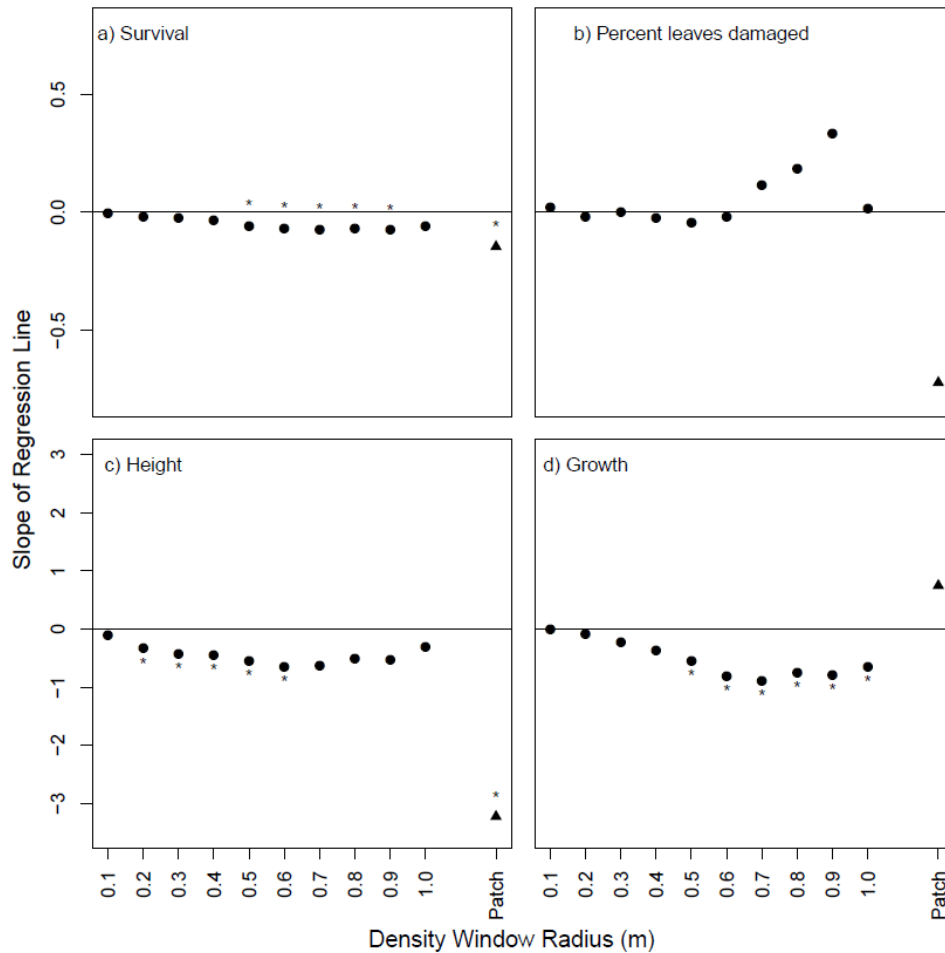 a) Survival
b) Percent leaves damaged
0.5
0.0
−0.5
Slope of Regression Line
c) Height
d) Growth
3
2
1
0
−1
−2
−3
* * * * * *
* * * * * *
* * * * * *
0.1 0.2 0.3 0.4 0.5 0.6 0.7 0.8 0.9 1.0 Patch
0.1 0.2 0.3 0.4 0.5 0.6 0.7 0.8 0.9 1.0 Patch
Density Window Radius (m)